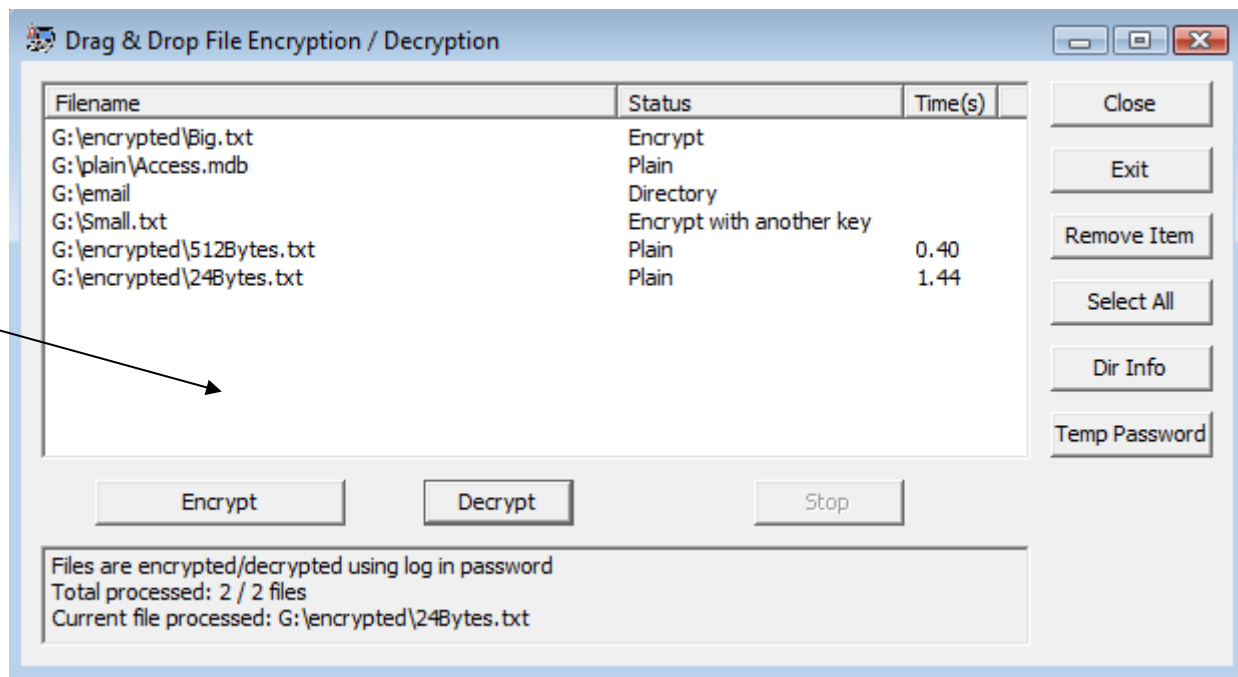 Drag & Drop File Encryption / Decryption
Filename Status Time(s)
G:\encrypted\Big.txt Encrypt
G:\plain\Access.mdb Plain
G:\email Directory
G:\Small.txt Encrypt with another key
G:\encrypted\512Bytes.txt Plain 0.40
G:\encrypted\24Bytes.txt Plain 1.44
Close
Exit
Remove Item
Select All
Dir Info
Temp Password
Encrypt Decrypt Stop
Files are encrypted/decrypted using log in password
Total processed: 2 / 2 files
Current file processed: G:\encrypted\24Bytes.txt